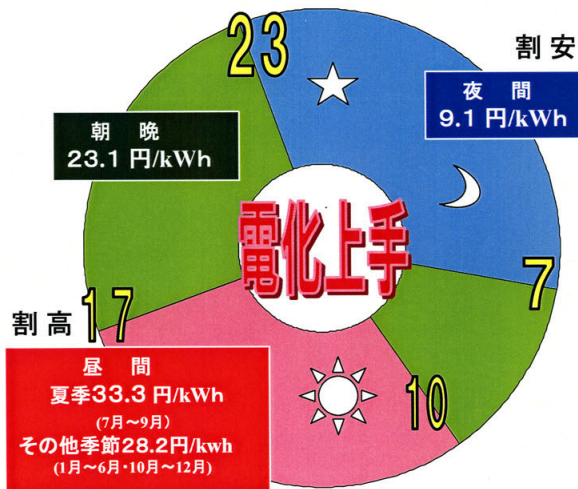 23
割安
夜 間
9.1 円/kWh
朝 晩
23.1 円/kWh
電化上手
7
割高
17
昼 間
夏季33.3 円/kWh
(7月～9月)
その他季節28.2円/kwh
(1月～6月・10月～12月)
10